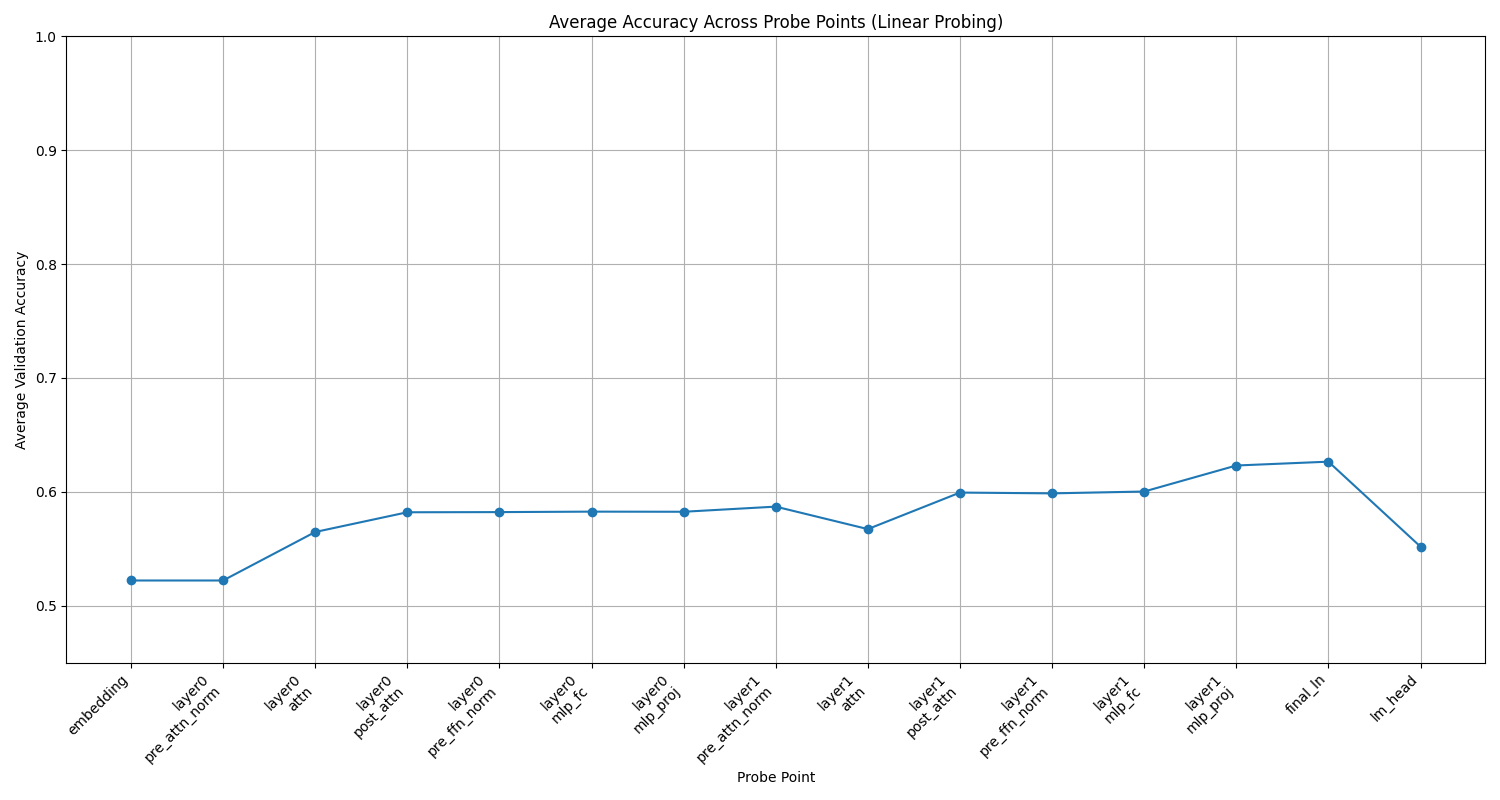 Average Accuracy Across Probe Points (Linear Probing)
Average Validation Accuracy
1.0
0.9
0.8
0.7
0.6
0.5
embedding
layer0
pre_attn_norm
layer0
attn
layer0
post_attn
layer0
pre_ffn_norm
layer0
mlp_fc
layer0
mlp_proj
layer1
pre_attn_norm
layer1
attn
layer1
post_attn
layer1
pre_ffn_norm
layer1
mlp_fc
layer1
mlp_proj
final_ln
lm_head
Probe Point